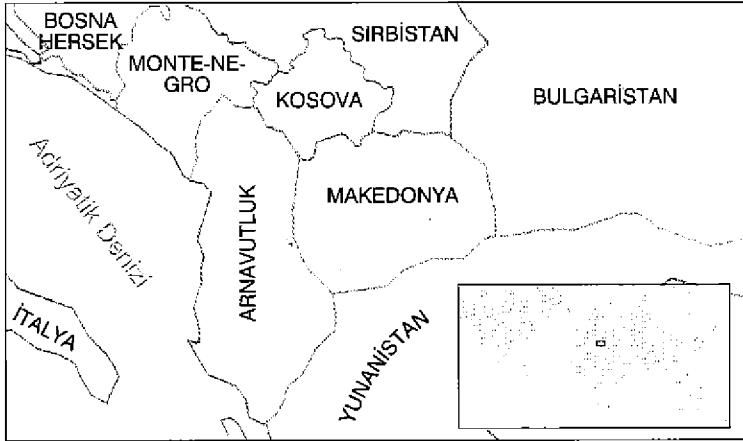 BOSNA
HERSEK
MONTE-NE-
GRO
SIRBİSTAN
KOSOVA
BULGARİSTAN
MAKEDONYA
Adriyatik Denizi
ARNAVUTLUK
İTALYA
YUNANİSTAN